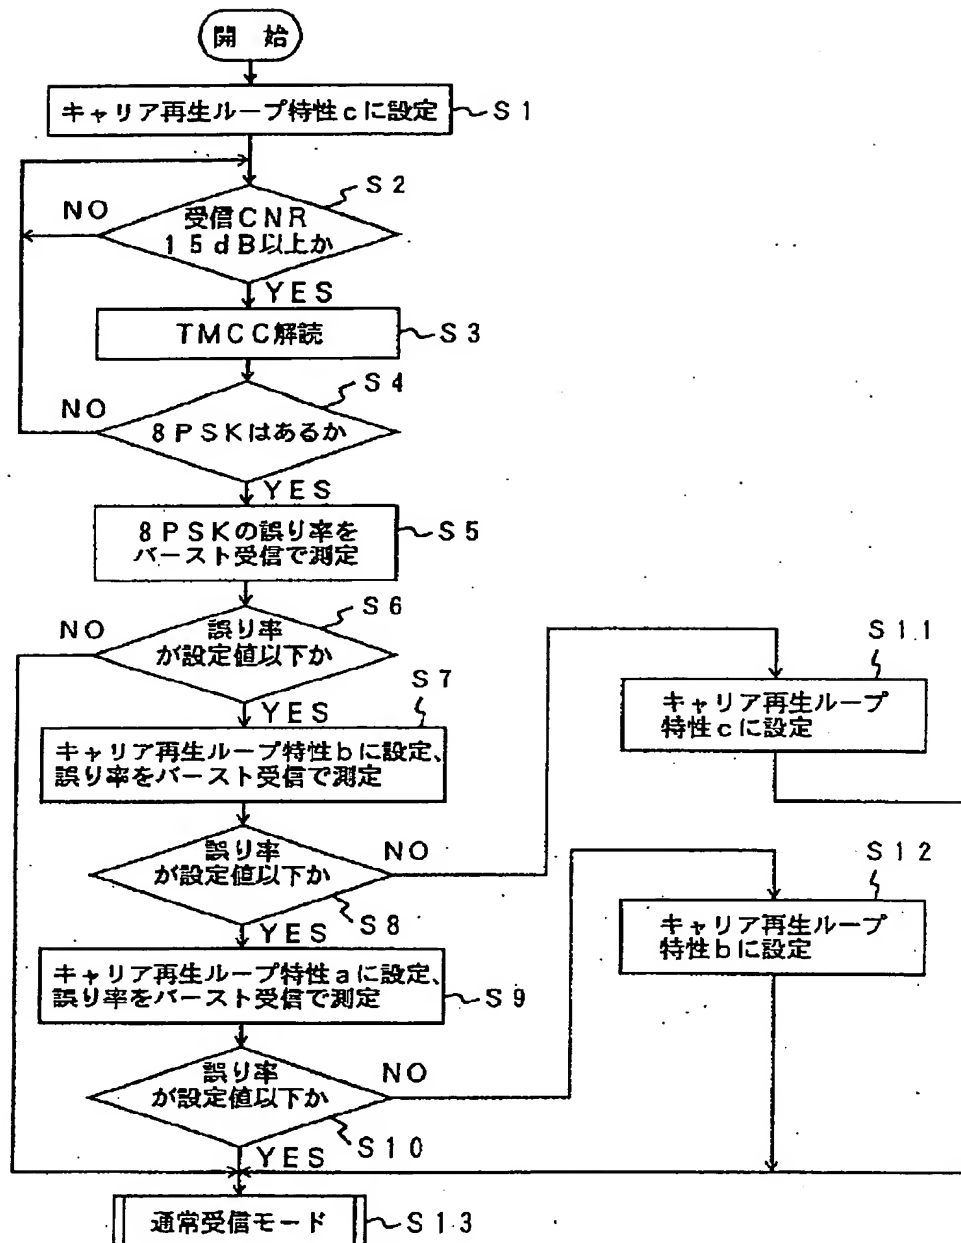 開 始
キャリア再生ループ特性cに設定
S1
S2
NO
受信CNR
15dB以上か
YES
TMCC解読
S3
S4
NO
8PSKはあるか
YES
8PSKの誤り率を
バースト受信で測定
S5
S6
NO
誤り率
が設定値以下か
YES
S7
キャリア再生ループ特性bに設定、
誤り率をバースト受信で測定
S11
キャリア再生ループ
特性cに設定
誤り率
が設定値以下か
NO
S8
YES
S12
キャリア再生ループ
特性bに設定
キャリア再生ループ特性aに設定、
誤り率をバースト受信で測定
S9
誤り率
が設定値以下か
NO
S10
YES
通常受信モード
S13